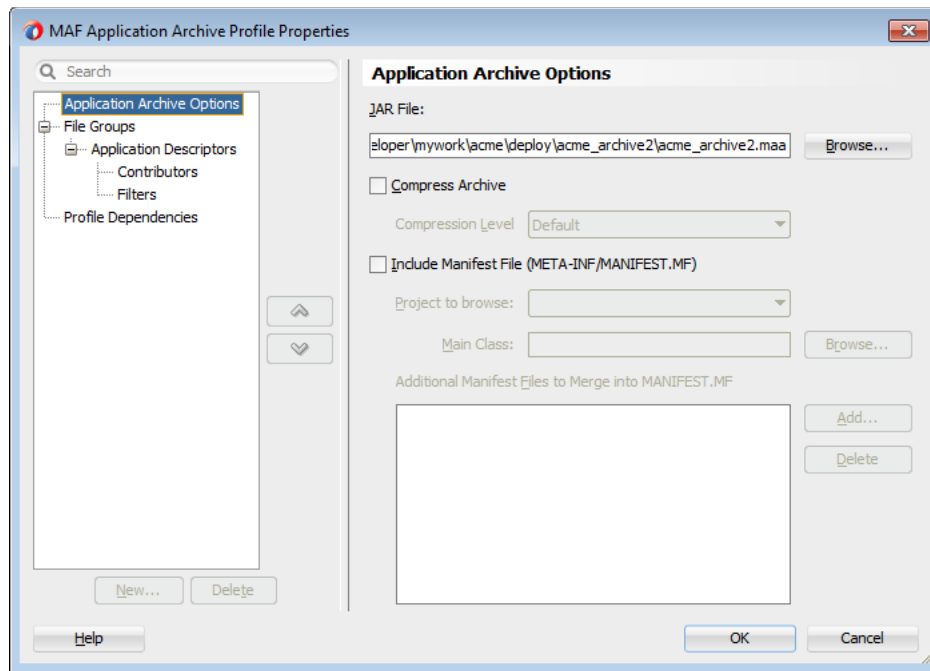 MAF Application Archive Profile Properties
Search
Application Archive Options
File Groups
Application Descriptors
Contributors
Filters
Profile Dependencies
New...
Delete
Application Archive Options
JAR File:
eloper\mywork\acme\deploy\acme_archive2\acme_archive2.maa
Browse...
Compress Archive
Compression Level
Default
Include Manifest File (META-INF/MANIFEST.MF)
Project to browse:
Main Class:
Browse...
Additional Manifest Files to Merge into MANIFEST.MF
Add...
Delete
Help
OK
Cancel